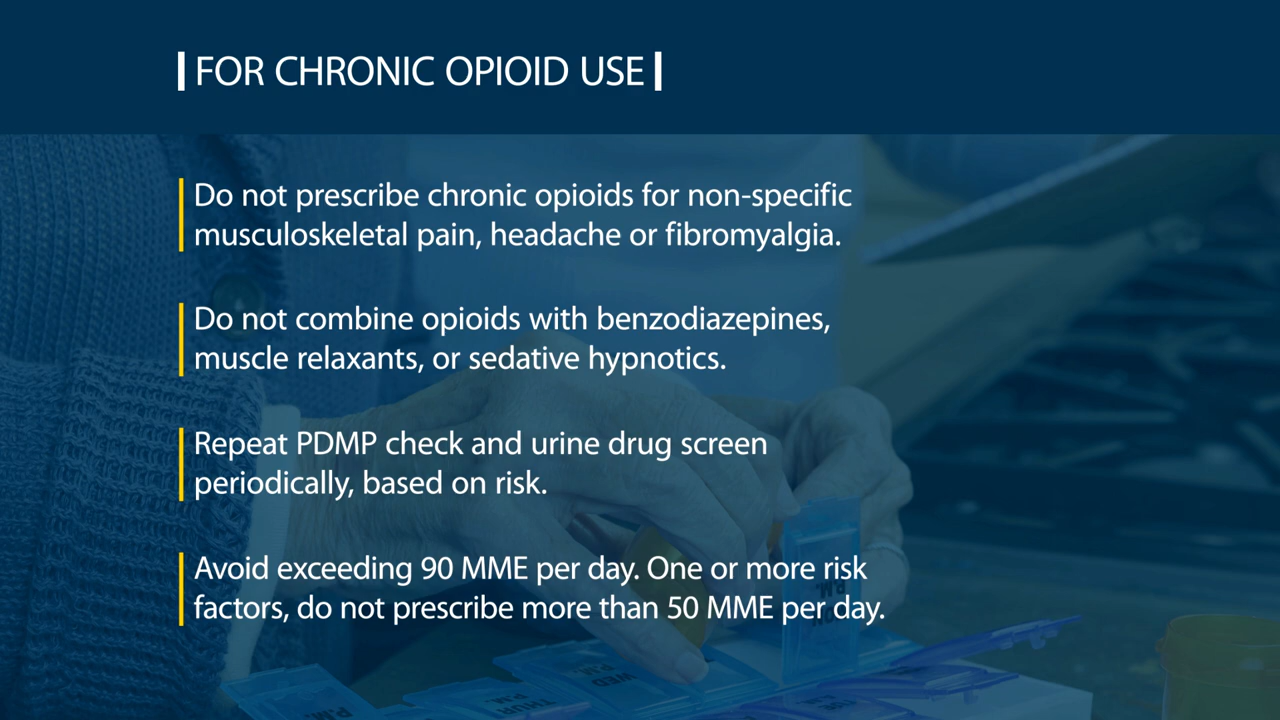 FOR CHRONIC OPIOID USE
Do not prescribe chronic opioids for non-specific
musculoskeletal pain, headache or fibromyalgia.
Do not combine opioids with benzodiazepines,
muscle relaxants, or sedative hypnotics.
Repeat PDMP check and urine drug screen
periodically, based on risk.
Avoid exceeding 90 MME per day. One or more risk
factors, do not prescribe more than 50 MME per day.
P.M.
WED
P.M.
THUR
P.M.